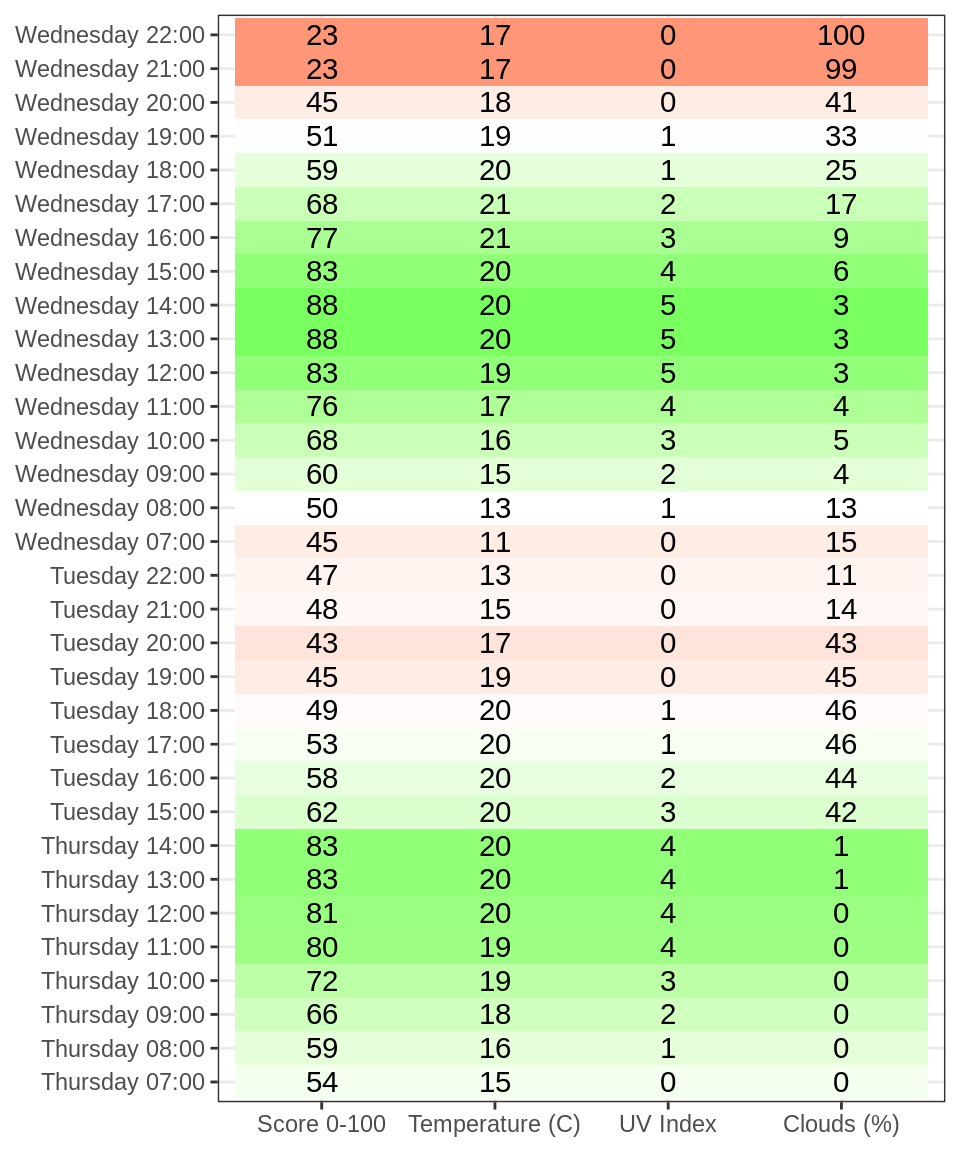 Wednesday 22:00 23 17 0 100
Wednesday 21:00 23 17 0 99
Wednesday 20:00 45 18 0 41
Wednesday 19:00 51 19 1 33
Wednesday 18:00 59 20 1 25
Wednesday 17:00 68 21 2 17
Wednesday 16:00 77 21 3 9
Wednesday 15:00 83 20 4 6
Wednesday 14:00 88 20 5 3
Wednesday 13:00 88 20 5 3
Wednesday 12:00 83 19 5 3
Wednesday 11:00 76 17 4 4
Wednesday 10:00 68 16 3 5
Wednesday 09:00 60 15 2 4
Wednesday 08:00 50 13 1 13
Wednesday 07:00 45 11 0 15
Tuesday 22:00 47 13 0 11
Tuesday 21:00 48 15 0 14
Tuesday 20:00 43 17 0 43
Tuesday 19:00 45 19 0 45
Tuesday 18:00 49 20 1 46
Tuesday 17:00 53 20 1 46
Tuesday 16:00 58 20 2 44
Tuesday 15:00 62 20 3 42
Thursday 14:00 83 20 4 1
Thursday 13:00 83 20 4 1
Thursday 12:00 81 20 4 0
Thursday 11:00 80 19 4 0
Thursday 10:00 72 19 3 0
Thursday 09:00 66 18 2 0
Thursday 08:00 59 16 1 0
Thursday 07:00 54 15 0 0
Score 0-100 Temperature (C) UV Index Clouds (%)